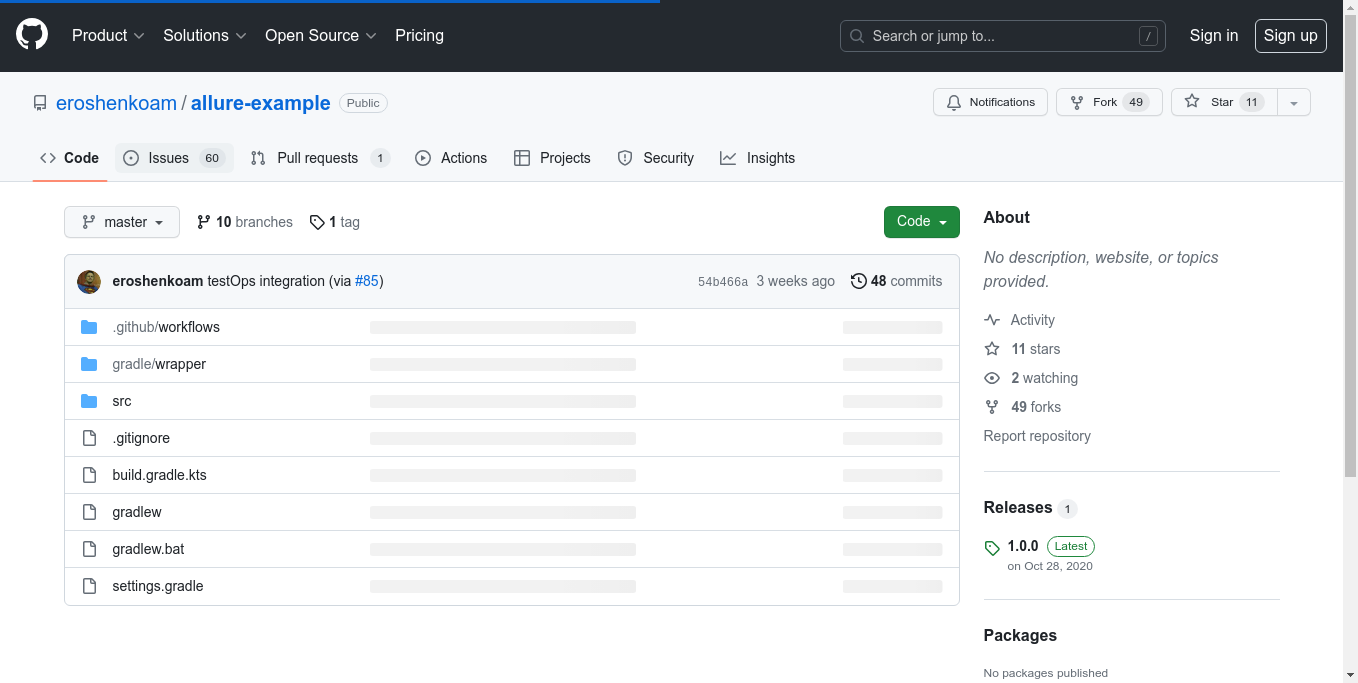 Product Solutions Open Source Pricing Search or jump to... / Sign in Sign up
eroshenkoam / allure-example Public Notifications Fork 49 Star 11
Code Issues 60 Pull requests 1 Actions Projects Security Insights
master 10 branches 1 tag Code
eroshenkoam testOps integration (via #85) 54b466a 3 weeks ago 48 commits
.github/workflows
gradle/wrapper
src
.gitignore
build.gradle.kts
gradlew
gradlew.bat
settings.gradle
About
No description, website, or topics
provided.
Activity
11 stars
2 watching
49 forks
Report repository
Releases 1
1.0.0 Latest
on Oct 28, 2020
Packages
No packages published